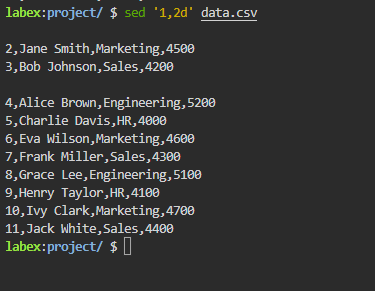 labex:project/ $ sed '1,2d' data.csv
2,Jane Smith,Marketing,4500
3,Bob Johnson,Sales,4200
4,Alice Brown,Engineering,5200
5,Charlie Davis,HR,4000
6,Eva Wilson,Marketing,4600
7,Frank Miller,Sales,4300
8,Grace Lee,Engineering,5100
9,Henry Taylor,HR,4100
10,Ivy Clark,Marketing,4700
11,Jack White,Sales,4400
labex:project/ $